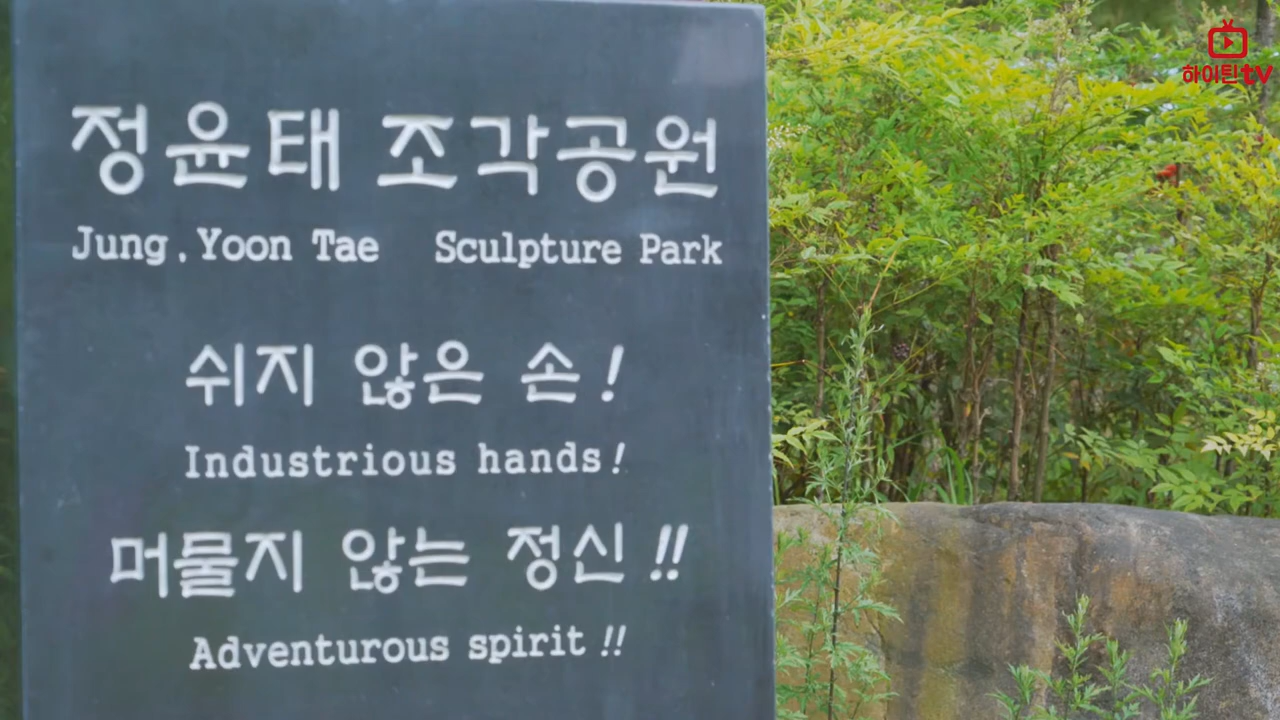 하이틴tv
정윤태 조각공원
Jung.Yoon Tae Sculpture Park
쉬지 않은 손!
Industrious hands!
머물지 않는 정신!!
Adventurous spirit!!